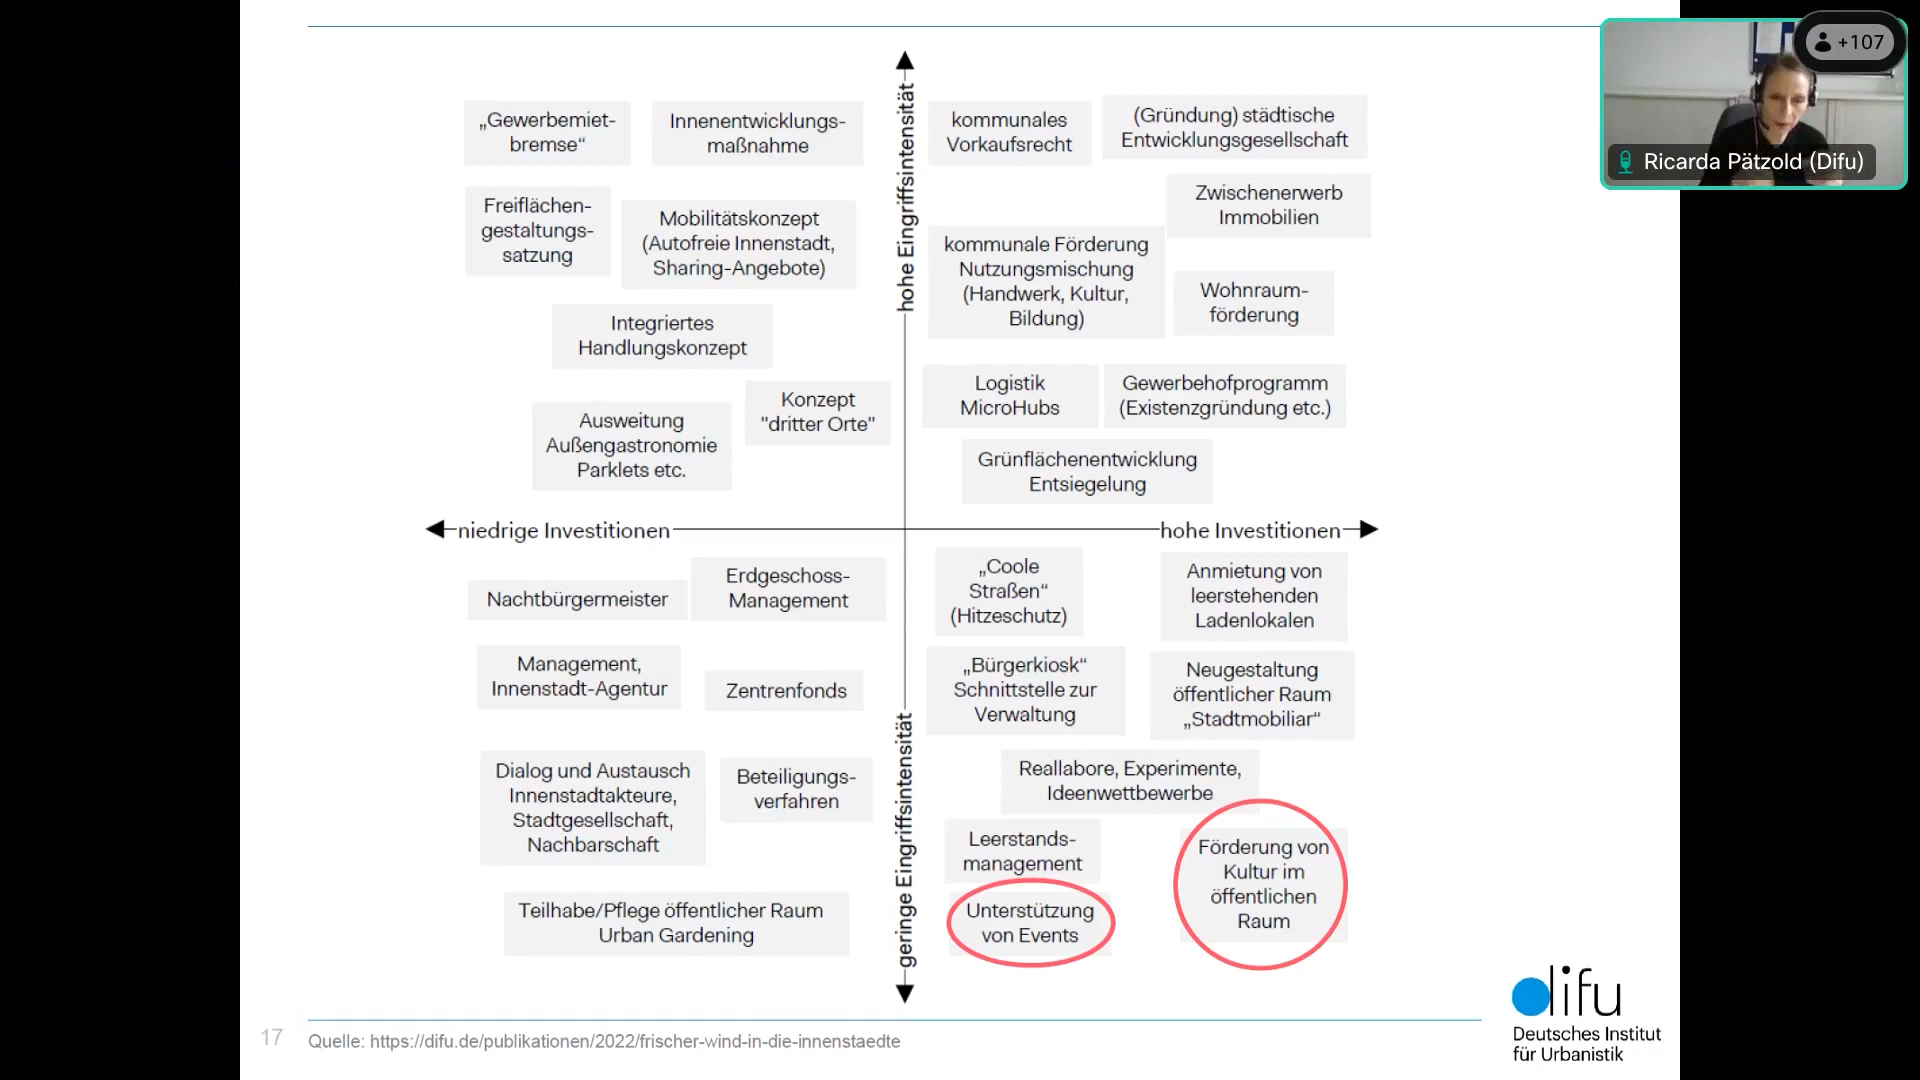 +107
Ricarda Pätzold (Difu)
hohe Eingriffsintensität
„Gewerbemiet-
bremse“
Innenentwicklungs-
maßnahme
kommunales
Vorkaufsrecht
(Gründung) städtische
Entwicklungsgesellschaft
Freiflächen-
gestaltungs-
satzung
Mobilitätskonzept
(Autofreie Innenstadt,
Sharing-Angebote)
Zwischenerwerb
Immobilien
kommunale Förderung
Nutzungsmischung
(Handwerk, Kultur,
Bildung)
Wohnraum-
förderung
Integriertes
Handlungskonzept
Konzept
"dritter Orte"
Logistik
MicroHubs
Gewerbehofprogramm
(Existenzgründung etc.)
Ausweitung
Außengastronomie
Parklets etc.
Grünflächenentwicklung
Entsiegelung
niedrige Investitionen
hohe Investitionen
Nachtbürgermeister
Erdgeschoss-
Management
„Coole
Straßen“
(Hitzeschutz)
Anmietung von
leerstehenden
Ladenlokalen
Management,
Innenstadt-Agentur
Zentrenfonds
„Bürgerkiosk“
Schnittstelle zur
Verwaltung
Neugestaltung
öffentlicher Raum
„Stadtmobiliar“
Dialog und Austausch
Innenstadtakteure,
Stadtgesellschaft,
Nachbarschaft
Beteiligungs-
verfahren
Reallabore, Experimente,
Ideenwettbewerbe
Leerstands-
management
Förderung von
Kultur im
öffentlichen
Raum
Teilhabe/Pflege öffentlicher Raum
Urban Gardening
Unterstützung
von Events
geringe Eingriffsintensität
17
Quelle: https://difu.de/publikationen/2022/frischer-wind-in-die-innenstaedte
difu
Deutsches Institut
für Urbanistik